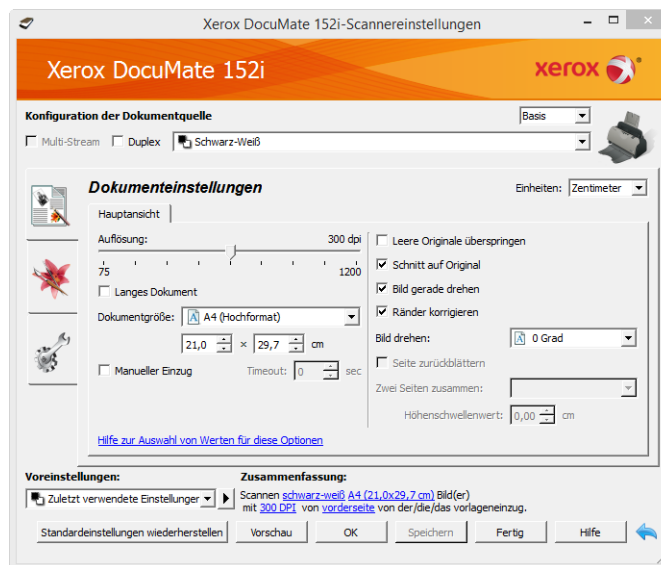 Xerox DocuMate 152i-Scannereinstellungen
Xerox DocuMate 152i
xerox
Konfiguration der Dokumentquelle
Basis
Multi-Stream Duplex Schwarz-Weiß
Dokumenteinstellungen
Einheiten: Zentimeter
Hauptansicht
Auflösung: 300 dpi
75 1200
Langes Dokument
Dokumentgröße: A4 (Hochformat)
21,0 × 29,7 cm
Manueller Einzug Timeout: 0 sec
Hilfe zur Auswahl von Werten für diese Optionen
Leere Originale überspringen
Schnitt auf Original
Bild gerade drehen
Ränder korrigieren
Bild drehen: 0 Grad
Seite zurückblättern
Zwei Seiten zusammen:
Höhenschwellenwert: 0,00 cm
Voreinstellungen:
Zuletzt verwendete Einstellunger
Zusammenfassung:
Scannen schwarz-weiß A4 (21,0x29,7 cm) Bild(er)
mit 300 DPI von vorderseite von der/die/das vorlageneinzug.
Standardeinstellungen wiederherstellen Vorschau OK Speichern Fertig Hilfe